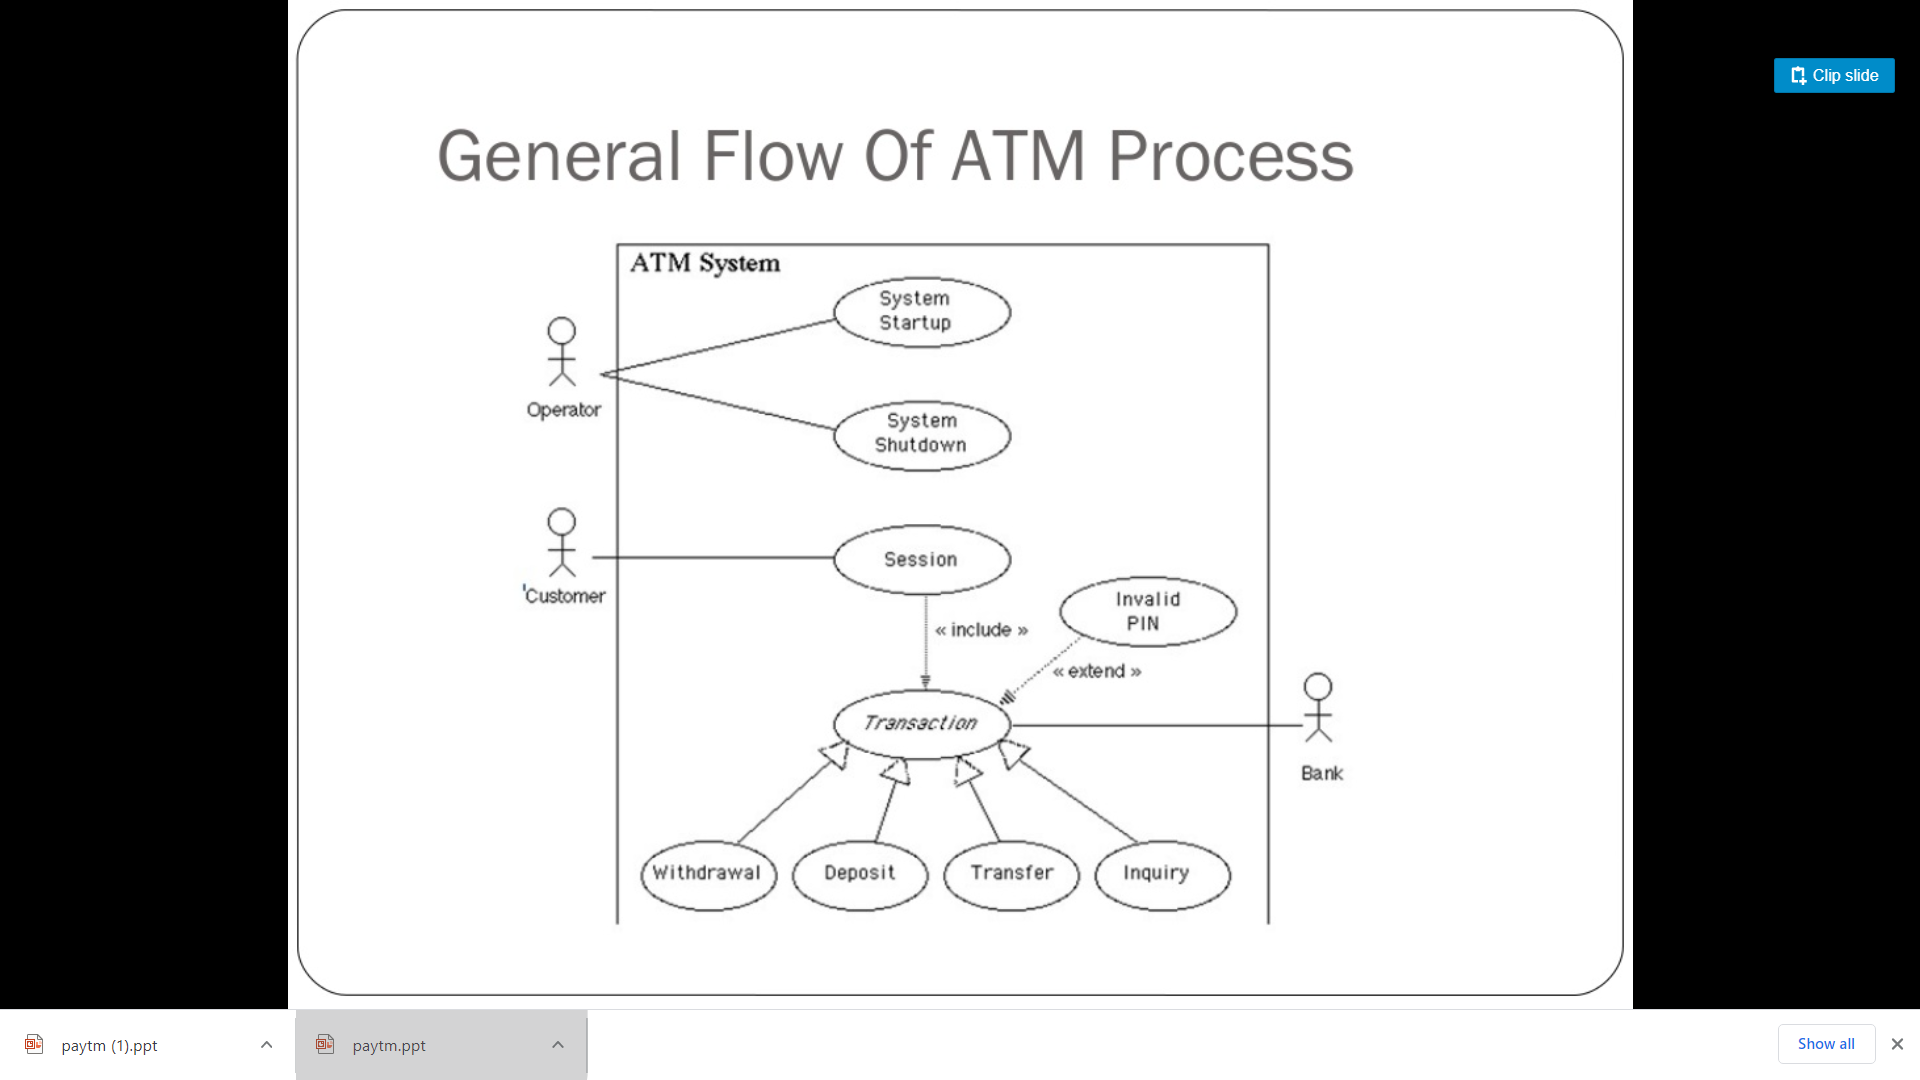 Clip slide
General Flow Of ATM Process
ATM System
System
Startup
Operator
System
Shutdown
Session
'Customer
Invalid
PIN
« include »
« extend »
Transaction
Bank
Withdrawal
Deposit
Transfer
Inquiry
paytm (1).ppt
paytm.ppt
Show all